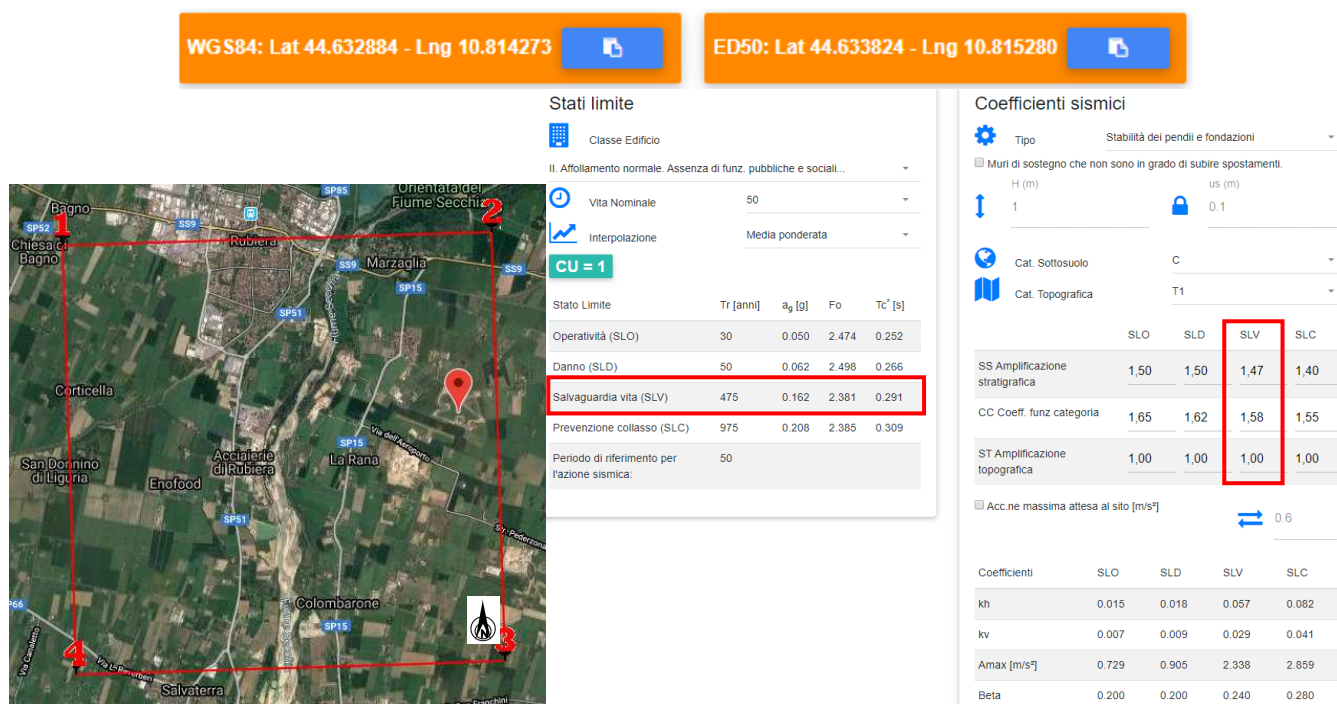 WGS84: Lat 44.632884 - Lng 10.814273
ED50: Lat 44.633824 - Lng 10.815280
Orientata del
Fiume Secchia
SP85
Bagno
1
2
SP52
SS9
Chiesa di
Bagno
Rubiera
SS9
Marzaglia
SS9
SP15
SP51
Fiume Secchia
Corticella
Via dell'Aeroporto
SP15
La Rana
Acciaierie
di Rubiera
San Donnino
di Liguria
Enofood
SP51
Str. Pederzona
Colombarone
P66
SP15
N
3
4
Via Canaletto
Salvaterra
Stati limite
Classe Edificio
II. Affollamento normale. Assenza di funz. pubbliche e sociali...
Vita Nominale 50
Interpolazione Media ponderata
CU = 1
Stato Limite Tr [anni] ag [g] Fo Tc* [s]
Operatività (SLO) 30 0.050 2.474 0.252
Danno (SLD) 50 0.062 2.498 0.266
Salvaguardia vita (SLV) 475 0.162 2.381 0.291
Prevenzione collasso (SLC) 975 0.208 2.385 0.309
Periodo di riferimento per 50
l'azione sismica:
Coefficienti sismici
Tipo Stabilità dei pendii e fondazioni
Muri di sostegno che non sono in grado di subire spostamenti.
H (m) us (m)
1 0.1
Cat. Sottosuolo C
Cat. Topografica T1
SLO SLD SLV SLC
SS Amplificazione 1,50 1,50 1,47 1,40
stratigrafica
CC Coeff. funz categoria 1,65 1,62 1,58 1,55
ST Amplificazione 1,00 1,00 1,00 1,00
topografica
Acc.ne massima attesa al sito [m/s²]
0.6
Coefficienti SLO SLD SLV SLC
kh 0.015 0.018 0.057 0.082
kv 0.007 0.009 0.029 0.041
Amax [m/s²] 0.729 0.905 2.338 2.859
Beta 0.200 0.200 0.240 0.280